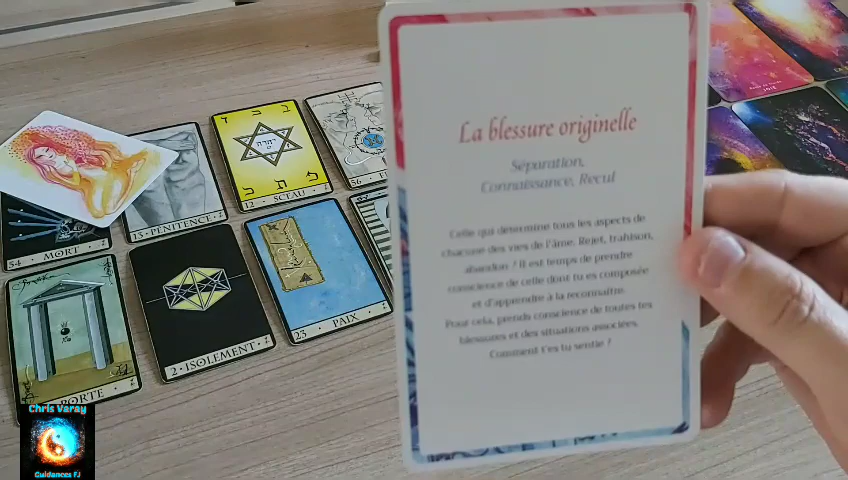 La blessure originelle
Séparation,
Connaissance, Recul
Celle qui détermine tous les aspects de
chacune des vies de l'âme. Rejet, trahison,
abandon ? Il est temps de prendre
conscience de celle dont tu es composée
et d'apprendre à la reconnaître.
Pour cela, prends conscience de toutes tes
blessures et des situations associées.
Comment t'es tu sentie ?
54 · MORT
13 · PÉNITENCE
12 · SCEAU
56 ·
PORTE
2 · ISOLEMENT
23 · PAIX
Chris Varay
Guidances FJ